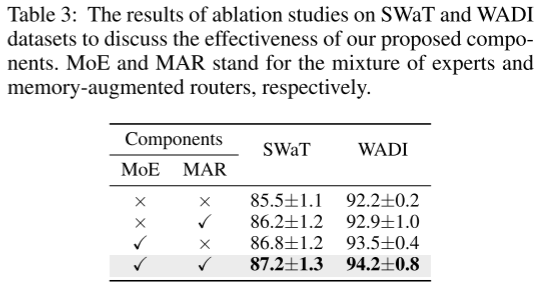 Table 3: The results of ablation studies on SWaT and WADI
datasets to discuss the effectiveness of our proposed compo-
nents. MoE and MAR stand for the mixture of experts and
memory-augmented routers, respectively.
Components SWaT WADI
MoE MAR
× × 85.5±1.1 92.2±0.2
× ✓ 86.2±1.2 92.9±1.0
✓ × 86.8±1.2 93.5±0.4
✓ ✓ 87.2±1.3 94.2±0.8